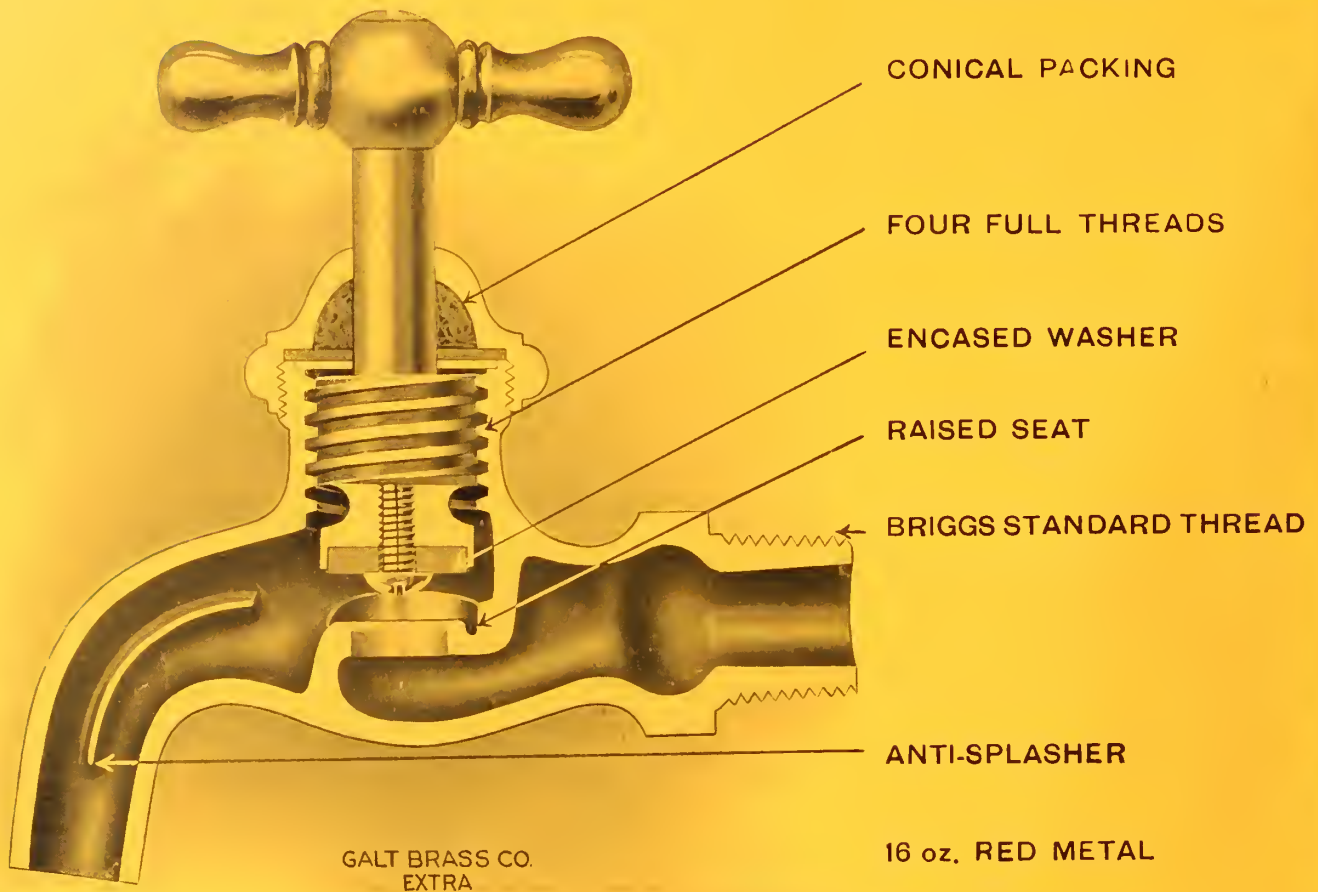 CONICAL PACKING
FOUR FULL THREADS
ENCASED WASHER
RAISED SEAT
BRIGGS STANDARD THREAD
ANTI-SPLASHER
16 oz. RED METAL
GALT BRASS CO.
EXTRA